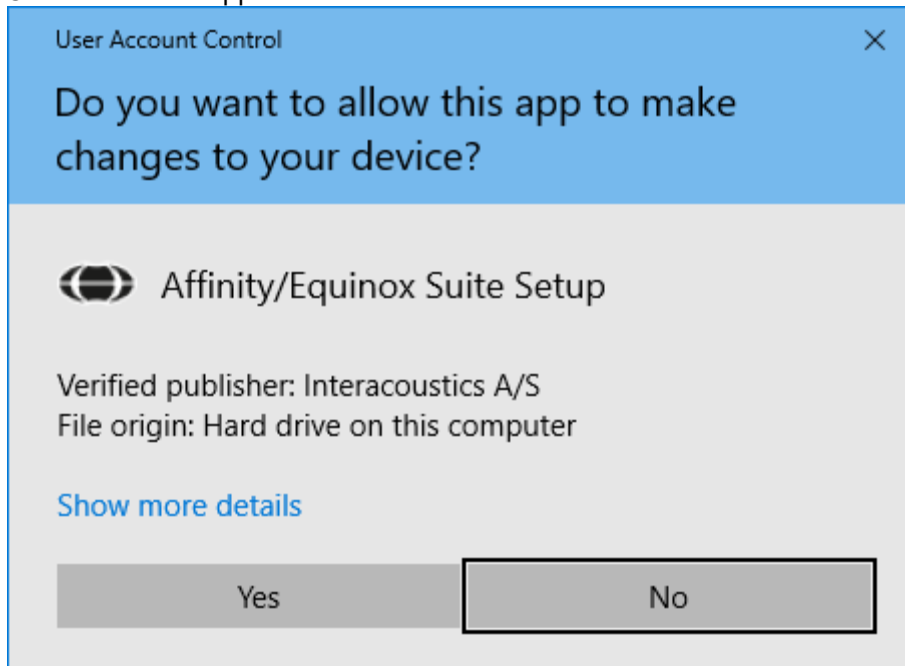 User Account Control
Do you want to allow this app to make
changes to your device?
Affinity/Equinox Suite Setup
Verified publisher: Interacoustics A/S
File origin: Hard drive on this computer
Show more details
Yes
No